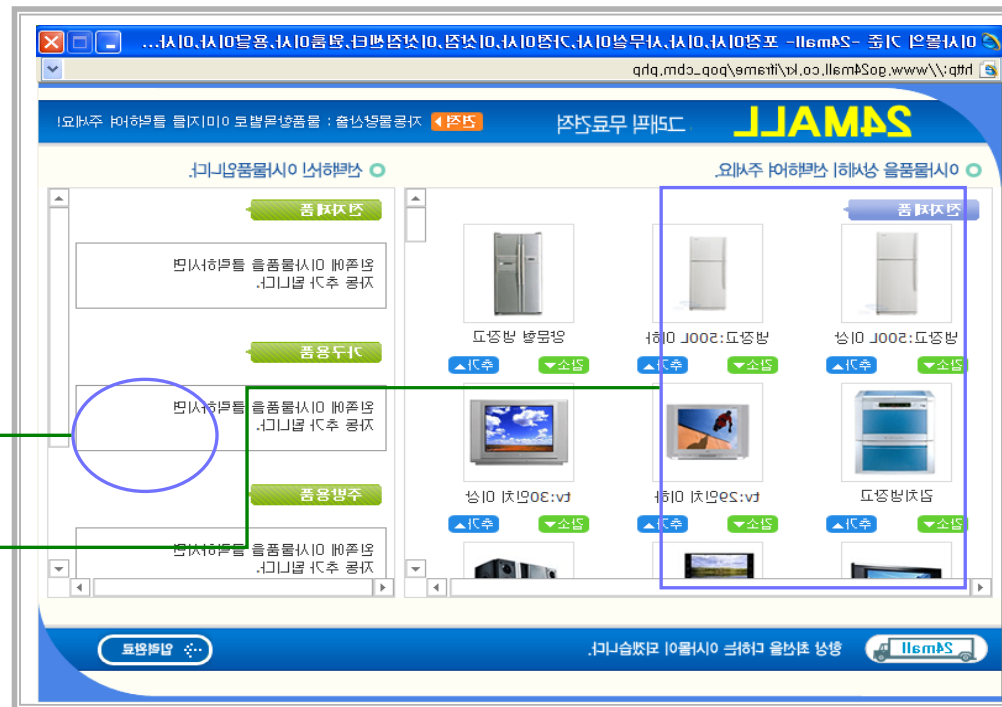 이사몰의 기준 -24mall- 포장이사,이사,사무실이사,가정이사,이삿짐,이삿짐센타,원룸이사,용달이사,이사...
http://www.go24mall.co.kr/iframe/pop_cbm.php
24MALL 그래픽 무료견적 견적 자동물량산출 : 물품항목별로 이미지를 클릭하여 주세요!
이사물품을 상세히 선택하여 주세요.
전자제품
냉장고:500L 이상 냉장고:500L 이하 양문형 냉장고
감소 추가 감소 추가 감소 추가
김치냉장고 tv:29인치 이하 tv:30인치 이상
감소 추가 감소 추가 감소 추가
선택하신 이사물품입니다.
전자제품
왼쪽에 이사물품을 클릭하시면
자동 추가 됩니다.
가구용품
왼쪽에 이사물품을 클릭하시면
자동 추가 됩니다.
주방용품
왼쪽에 이사물품을 클릭하시면
자동 추가 됩니다.
24mall 항상 최선을 다하는 이사몰이 되겠습니다.
입력완료